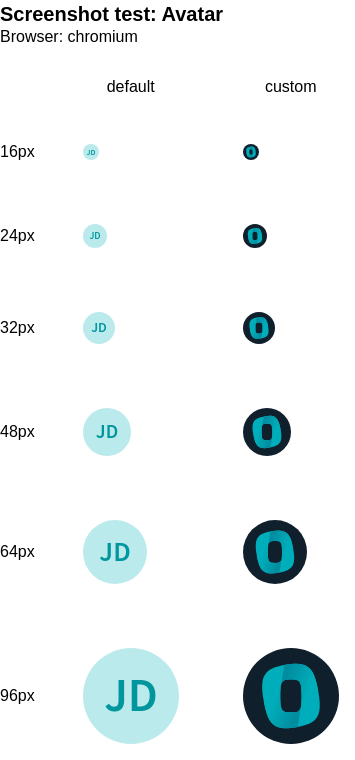 Screenshot test: Avatar
Browser: chromium
default custom
16px JD
24px JD
32px JD
48px JD
64px JD
96px JD